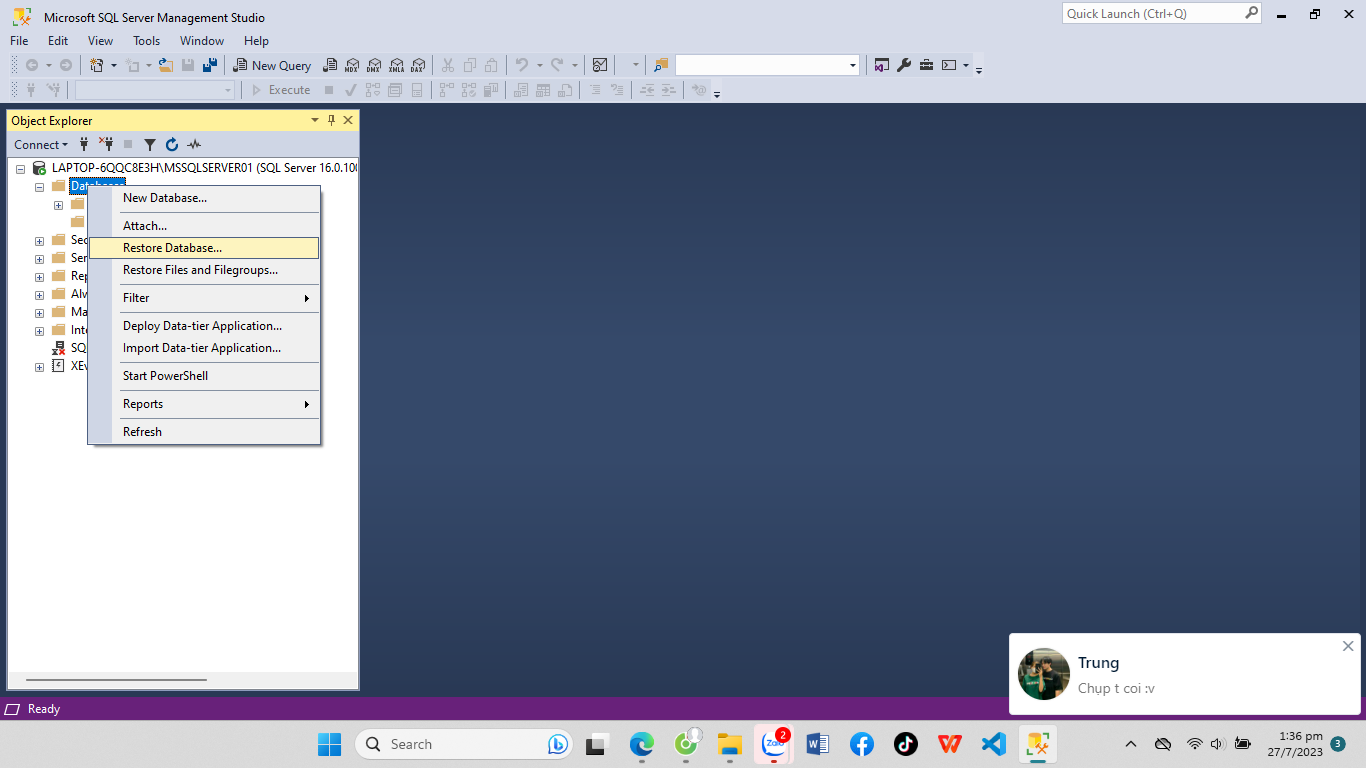 Microsoft SQL Server Management Studio
Quick Launch (Ctrl+Q)
File Edit View Tools Window Help
New Query
MDX DMX XMLA DAX
Execute
Object Explorer
Connect
LAPTOP-6QQC8E3H\MSSQLSERVER01 (SQL Server 16.0.100
Databases
New Database...
Attach...
Sec
Restore Database...
Ser
Rep
Restore Files and Filegroups...
Alw
Filter
Ma
Inte
Deploy Data-tier Application...
SQ
Import Data-tier Application...
XEv
Start PowerShell
Reports
Refresh
Trung
Chup t coi :v
Ready
Search
Zalo
2
1:36 pm
27/7/2023
3